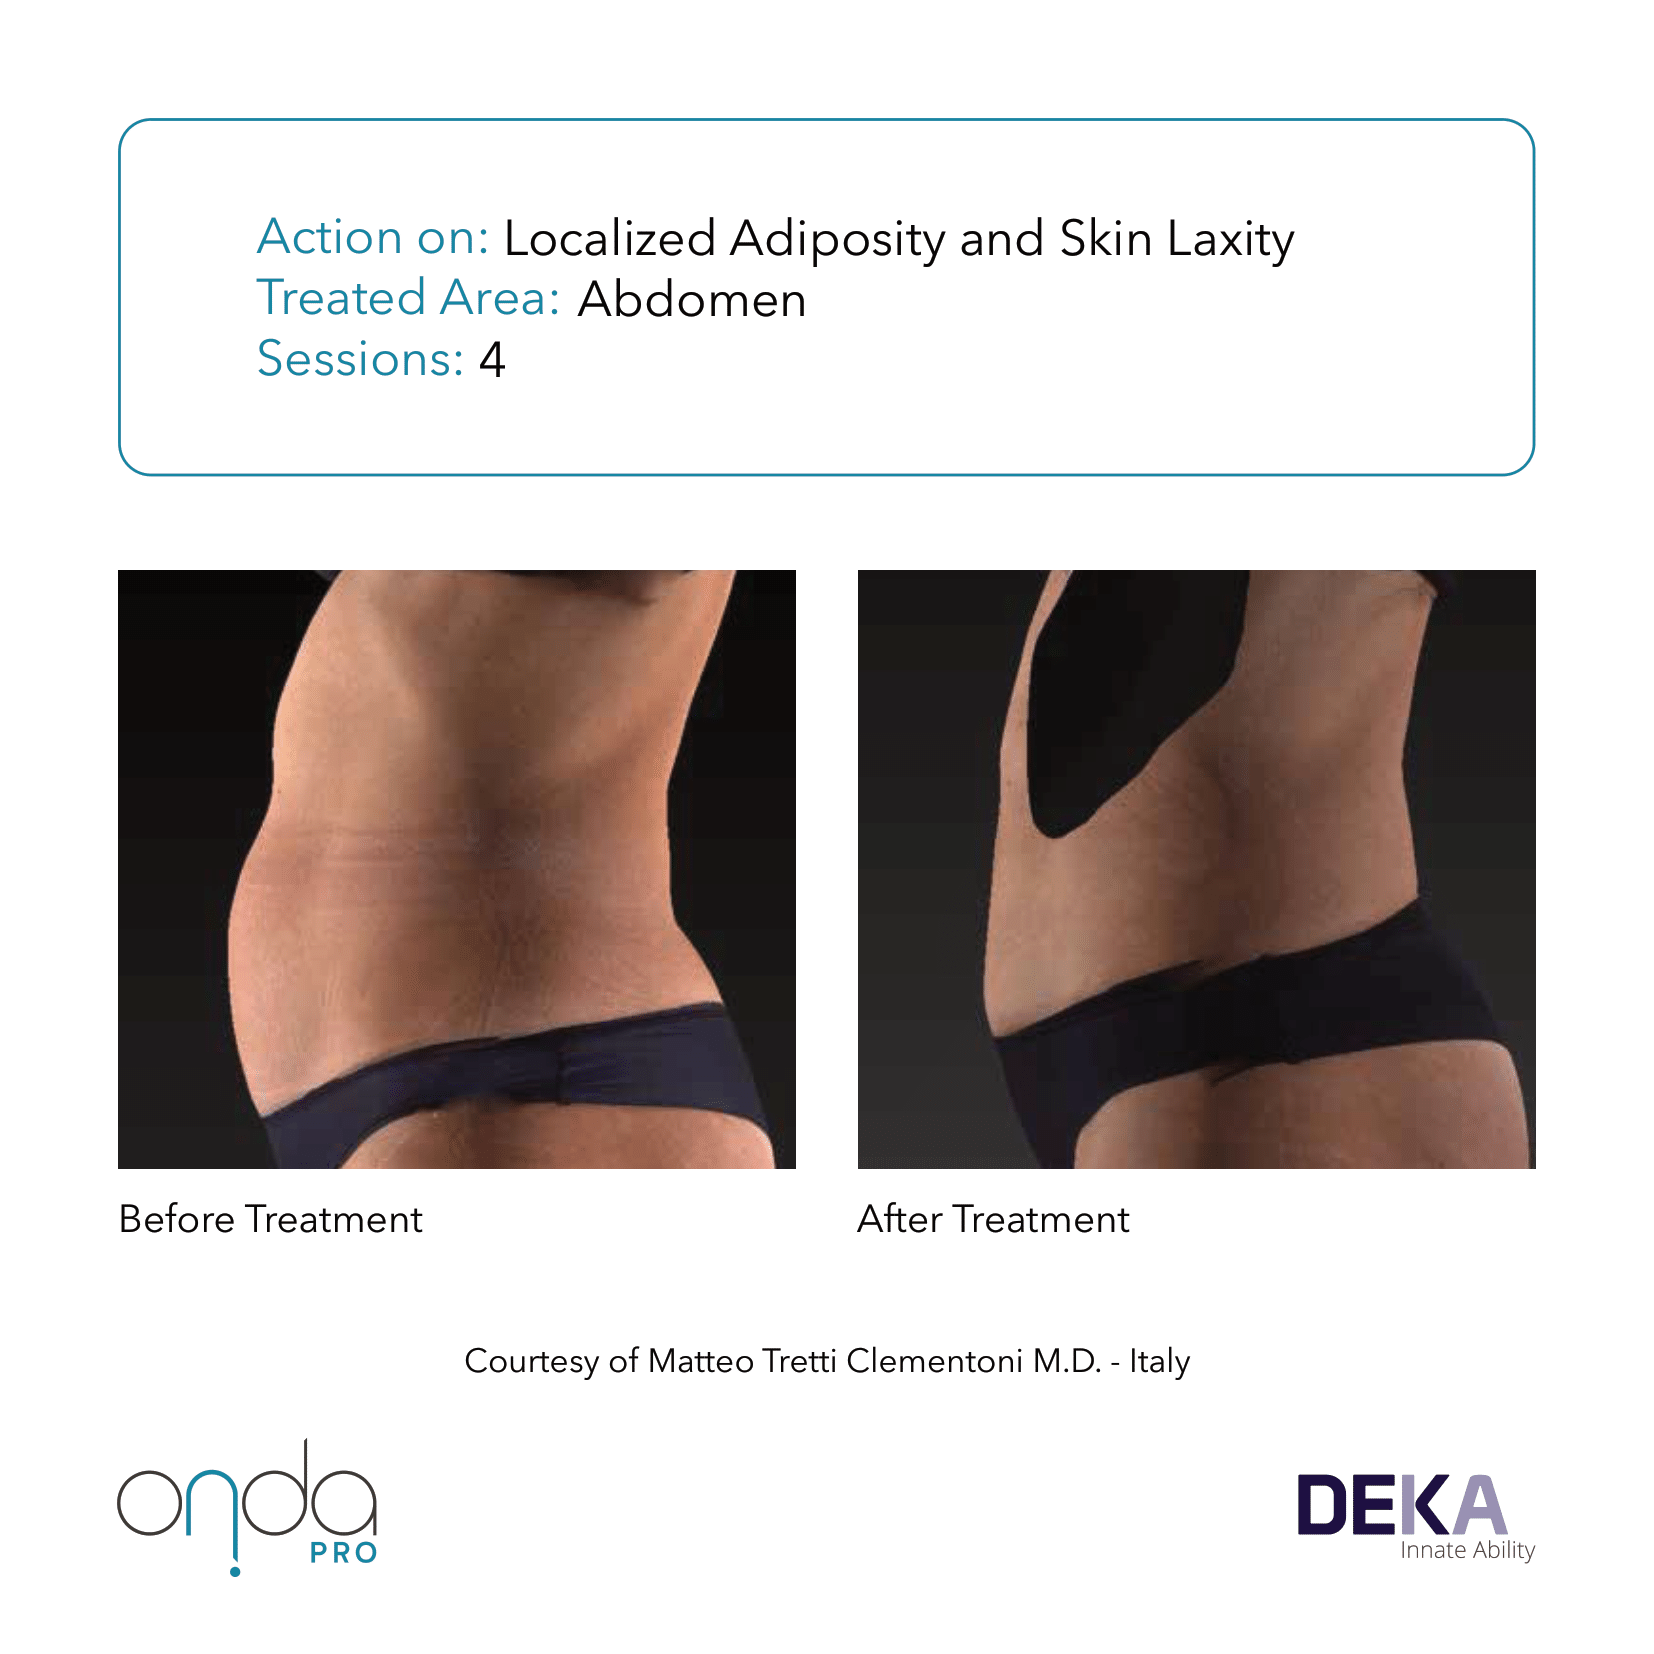 Action on: Localized Adiposity and Skin Laxity
Treated Area: Abdomen
Sessions: 4
Before Treatment
After Treatment
Courtesy of Matteo Tretti Clementoni M.D. - Italy
onda
PRO
DEKA
Innate Ability